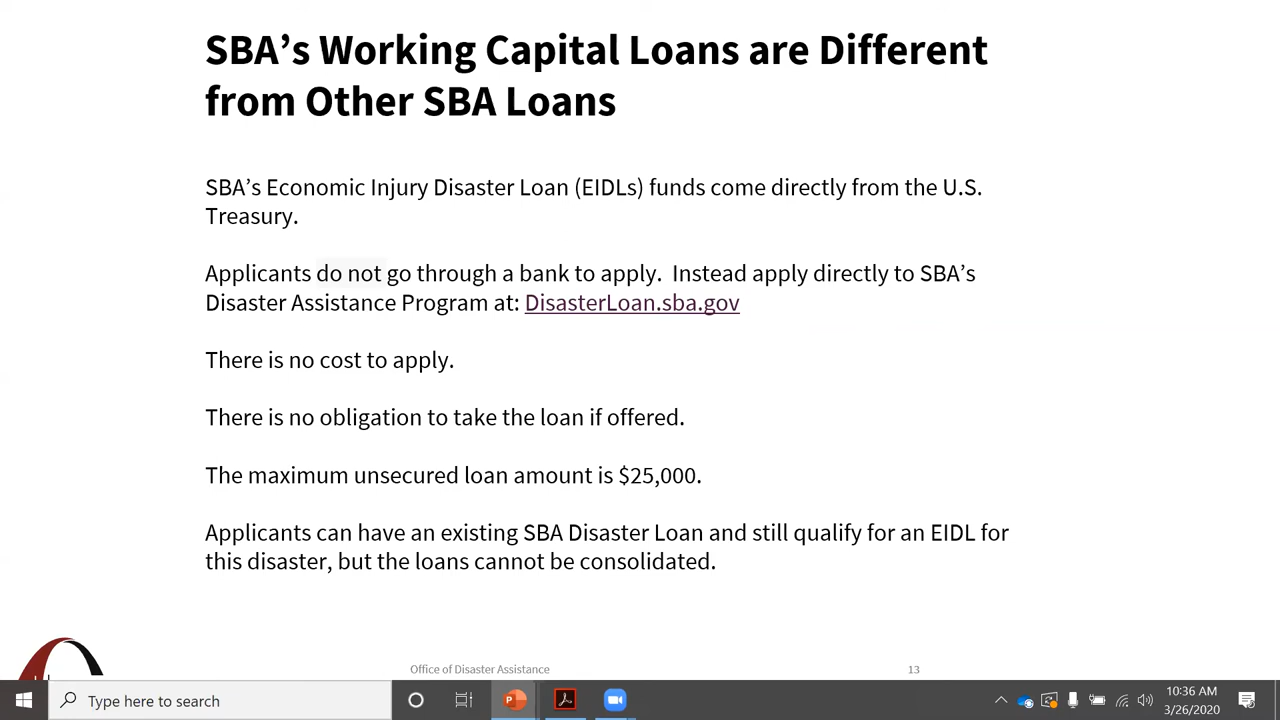 SBA’s Working Capital Loans are Different
from Other SBA Loans
SBA’s Economic Injury Disaster Loan (EIDLs) funds come directly from the U.S.
Treasury.
Applicants do not go through a bank to apply.  Instead apply directly to SBA’s
Disaster Assistance Program at: DisasterLoan.sba.gov
There is no cost to apply.
There is no obligation to take the loan if offered.
The maximum unsecured loan amount is $25,000.
Applicants can have an existing SBA Disaster Loan and still qualify for an EIDL for
this disaster, but the loans cannot be consolidated.
Office of Disaster Assistance
13
Type here to search
10:36 AM
3/26/2020